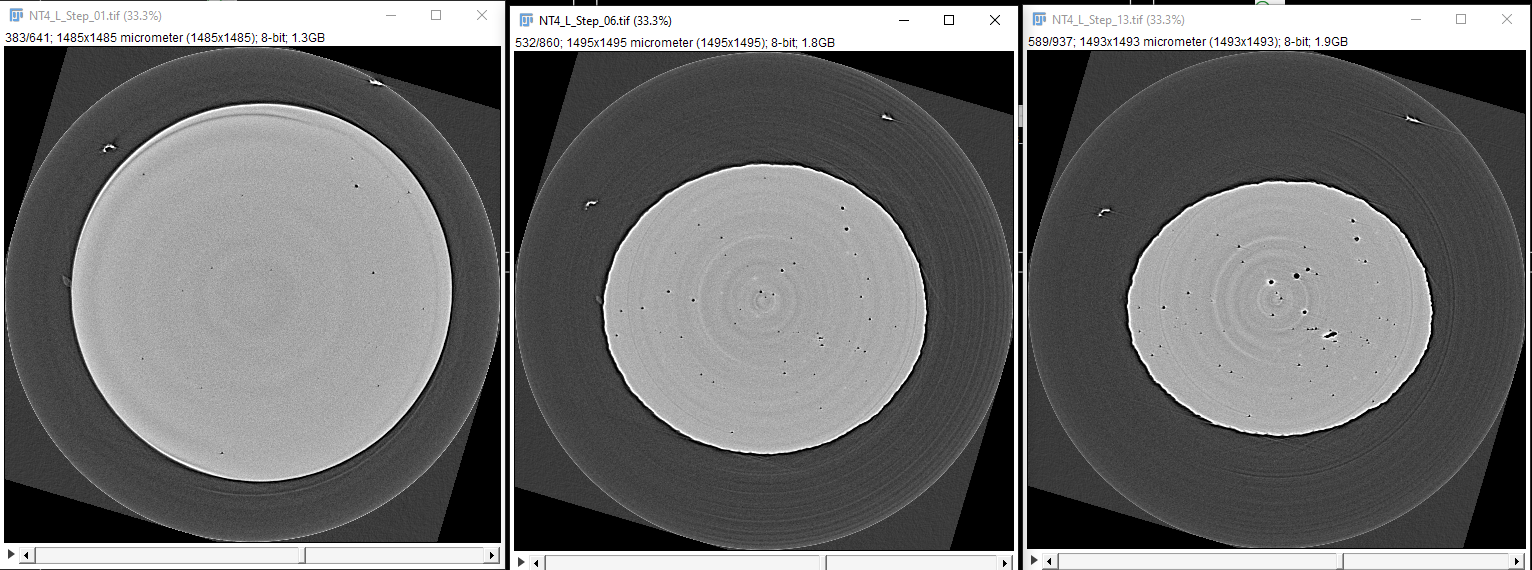 NT4_L_Step_01.tif (33.3%)
383/641; 1485x1485 micrometer (1485x1485); 8-bit; 1.3GB
NT4_L_Step_06.tif (33.3%)
532/860; 1495x1495 micrometer (1495x1495); 8-bit; 1.8GB
NT4_L_Step_13.tif (33.3%)
589/937; 1493x1493 micrometer (1493x1493); 8-bit; 1.9GB